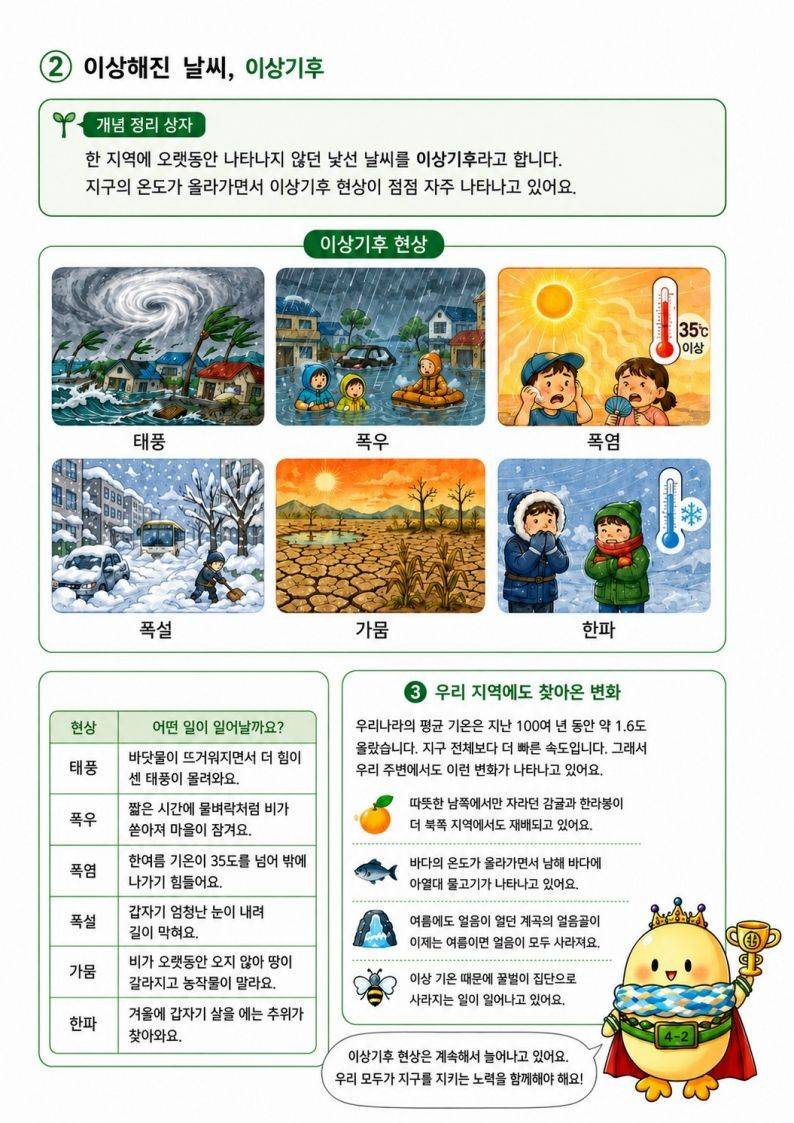 ② 이상해진 날씨, 이상기후
개념 정리 상자
한 지역에 오랫동안 나타나지 않던 낯선 날씨를 이상기후라고 합니다.
지구의 온도가 올라가면서 이상기후 현상이 점점 자주 나타나고 있어요.
이상기후 현상
35℃
이상
태풍
폭우
폭염
폭설
가뭄
한파
현상
어떤 일이 일어날까요?
태풍
바닷물이 뜨거워지면서 더 힘이
센 태풍이 몰려와요.
폭우
짧은 시간에 물벼락처럼 비가
쏟아져 마을이 잠겨요.
폭염
한여름 기온이 35도를 넘어 밖에
나가기 힘들어요.
폭설
갑자기 엄청난 눈이 내려
길이 막혀요.
가뭄
비가 오랫동안 오지 않아 땅이
갈라지고 농작물이 말라요.
한파
겨울에 갑자기 살을 에는 추위가
찾아와요.
❸ 우리 지역에도 찾아온 변화
우리나라의 평균 기온은 지난 100여 년 동안 약 1.6도
올랐습니다. 지구 전체보다 더 빠른 속도입니다. 그래서
우리 주변에서도 이런 변화가 나타나고 있어요.
따뜻한 남쪽에서만 자라던 감귤과 한라봉이
더 북쪽 지역에서도 재배되고 있어요.
바다의 온도가 올라가면서 남해 바다에
아열대 물고기가 나타나고 있어요.
여름에도 얼음이 얼던 계곡의 얼음골이
이제는 여름이면 얼음이 모두 사라져요.
이상 기온 때문에 꿀벌이 집단으로
사라지는 일이 일어나고 있어요.
4-2
이상기후 현상은 계속해서 늘어나고 있어요.
우리 모두가 지구를 지키는 노력을 함께해야 해요!